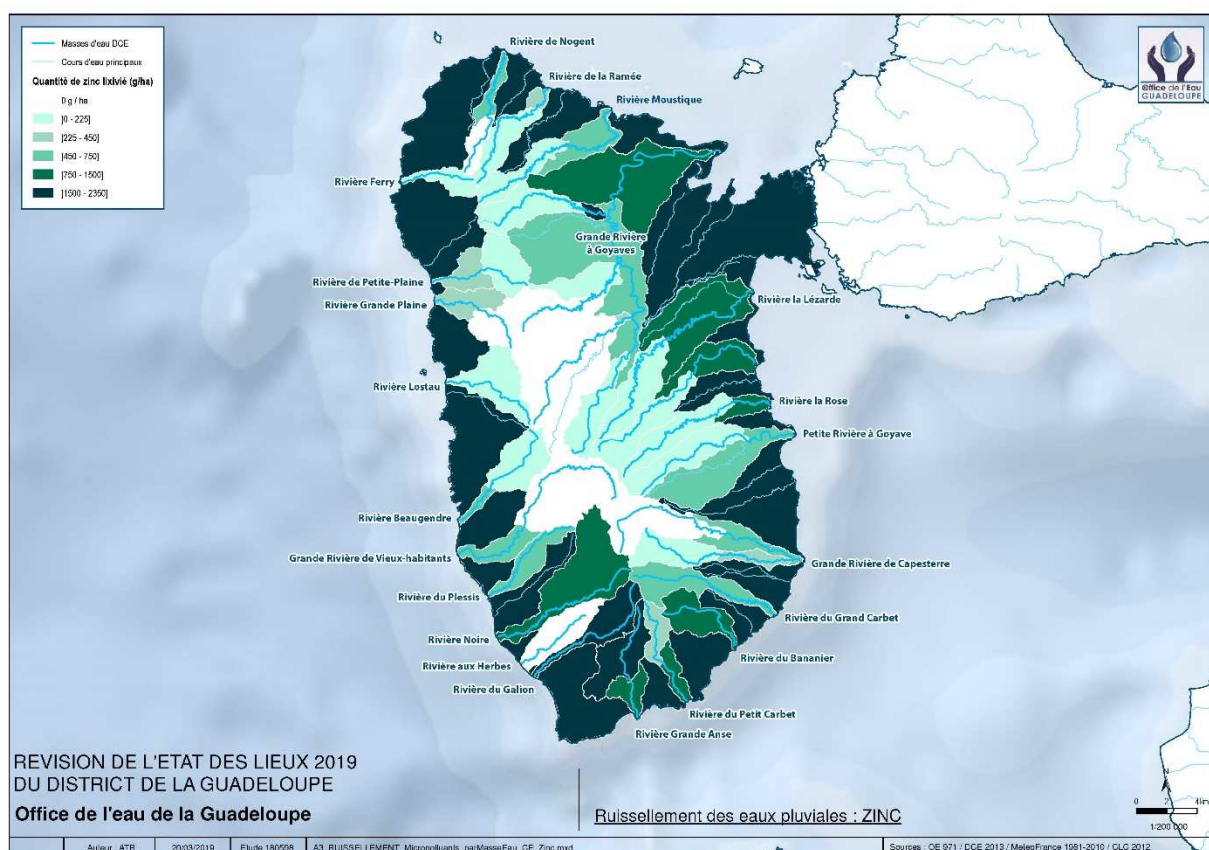 Masses d'eau DCE
Cours d'eau principaux
Quantité de zinc lixivié (g/ha)
0 g / ha
]0 - 225]
]225 - 450]
]450 - 750]
]750 - 1500]
]1500 - 2350]
Office de l'Eau
GUADELOUPE
Rivière de Nogent
Rivière de la Ramée
Rivière Moustique
Rivière Ferry
Grande Rivière
à Goyaves
Rivière de Petite-Plaine
Rivière Grande Plaine
Rivière la Lézarde
Rivière Lostau
Rivière la Rose
Petite Rivière à Goyave
Rivière Beaugendre
Grande Rivière de Vieux-habitants
Grande Rivière de Capesterre
Rivière du Plessis
Rivière du Grand Carbet
Rivière Noire
Rivière du Bananier
Rivière aux Herbes
Rivière du Galion
Rivière du Petit Carbet
Rivière Grande Anse
REVISION DE L'ETAT DES LIEUX 2019
DU DISTRICT DE LA GUADELOUPE
Office de l'eau de la Guadeloupe
Ruissellement des eaux pluviales : ZINC
N
0 2 4
1/200 000
Auteur : ATR 20/03/2019 Etude 180598 A3_RUISSELLEMENT_Micropolluants_parMasseEau_CE_Zinc.mxd Sources : OE 971 / DCE 2013 / MeteoFrance 1981-2010 / CLC 2012